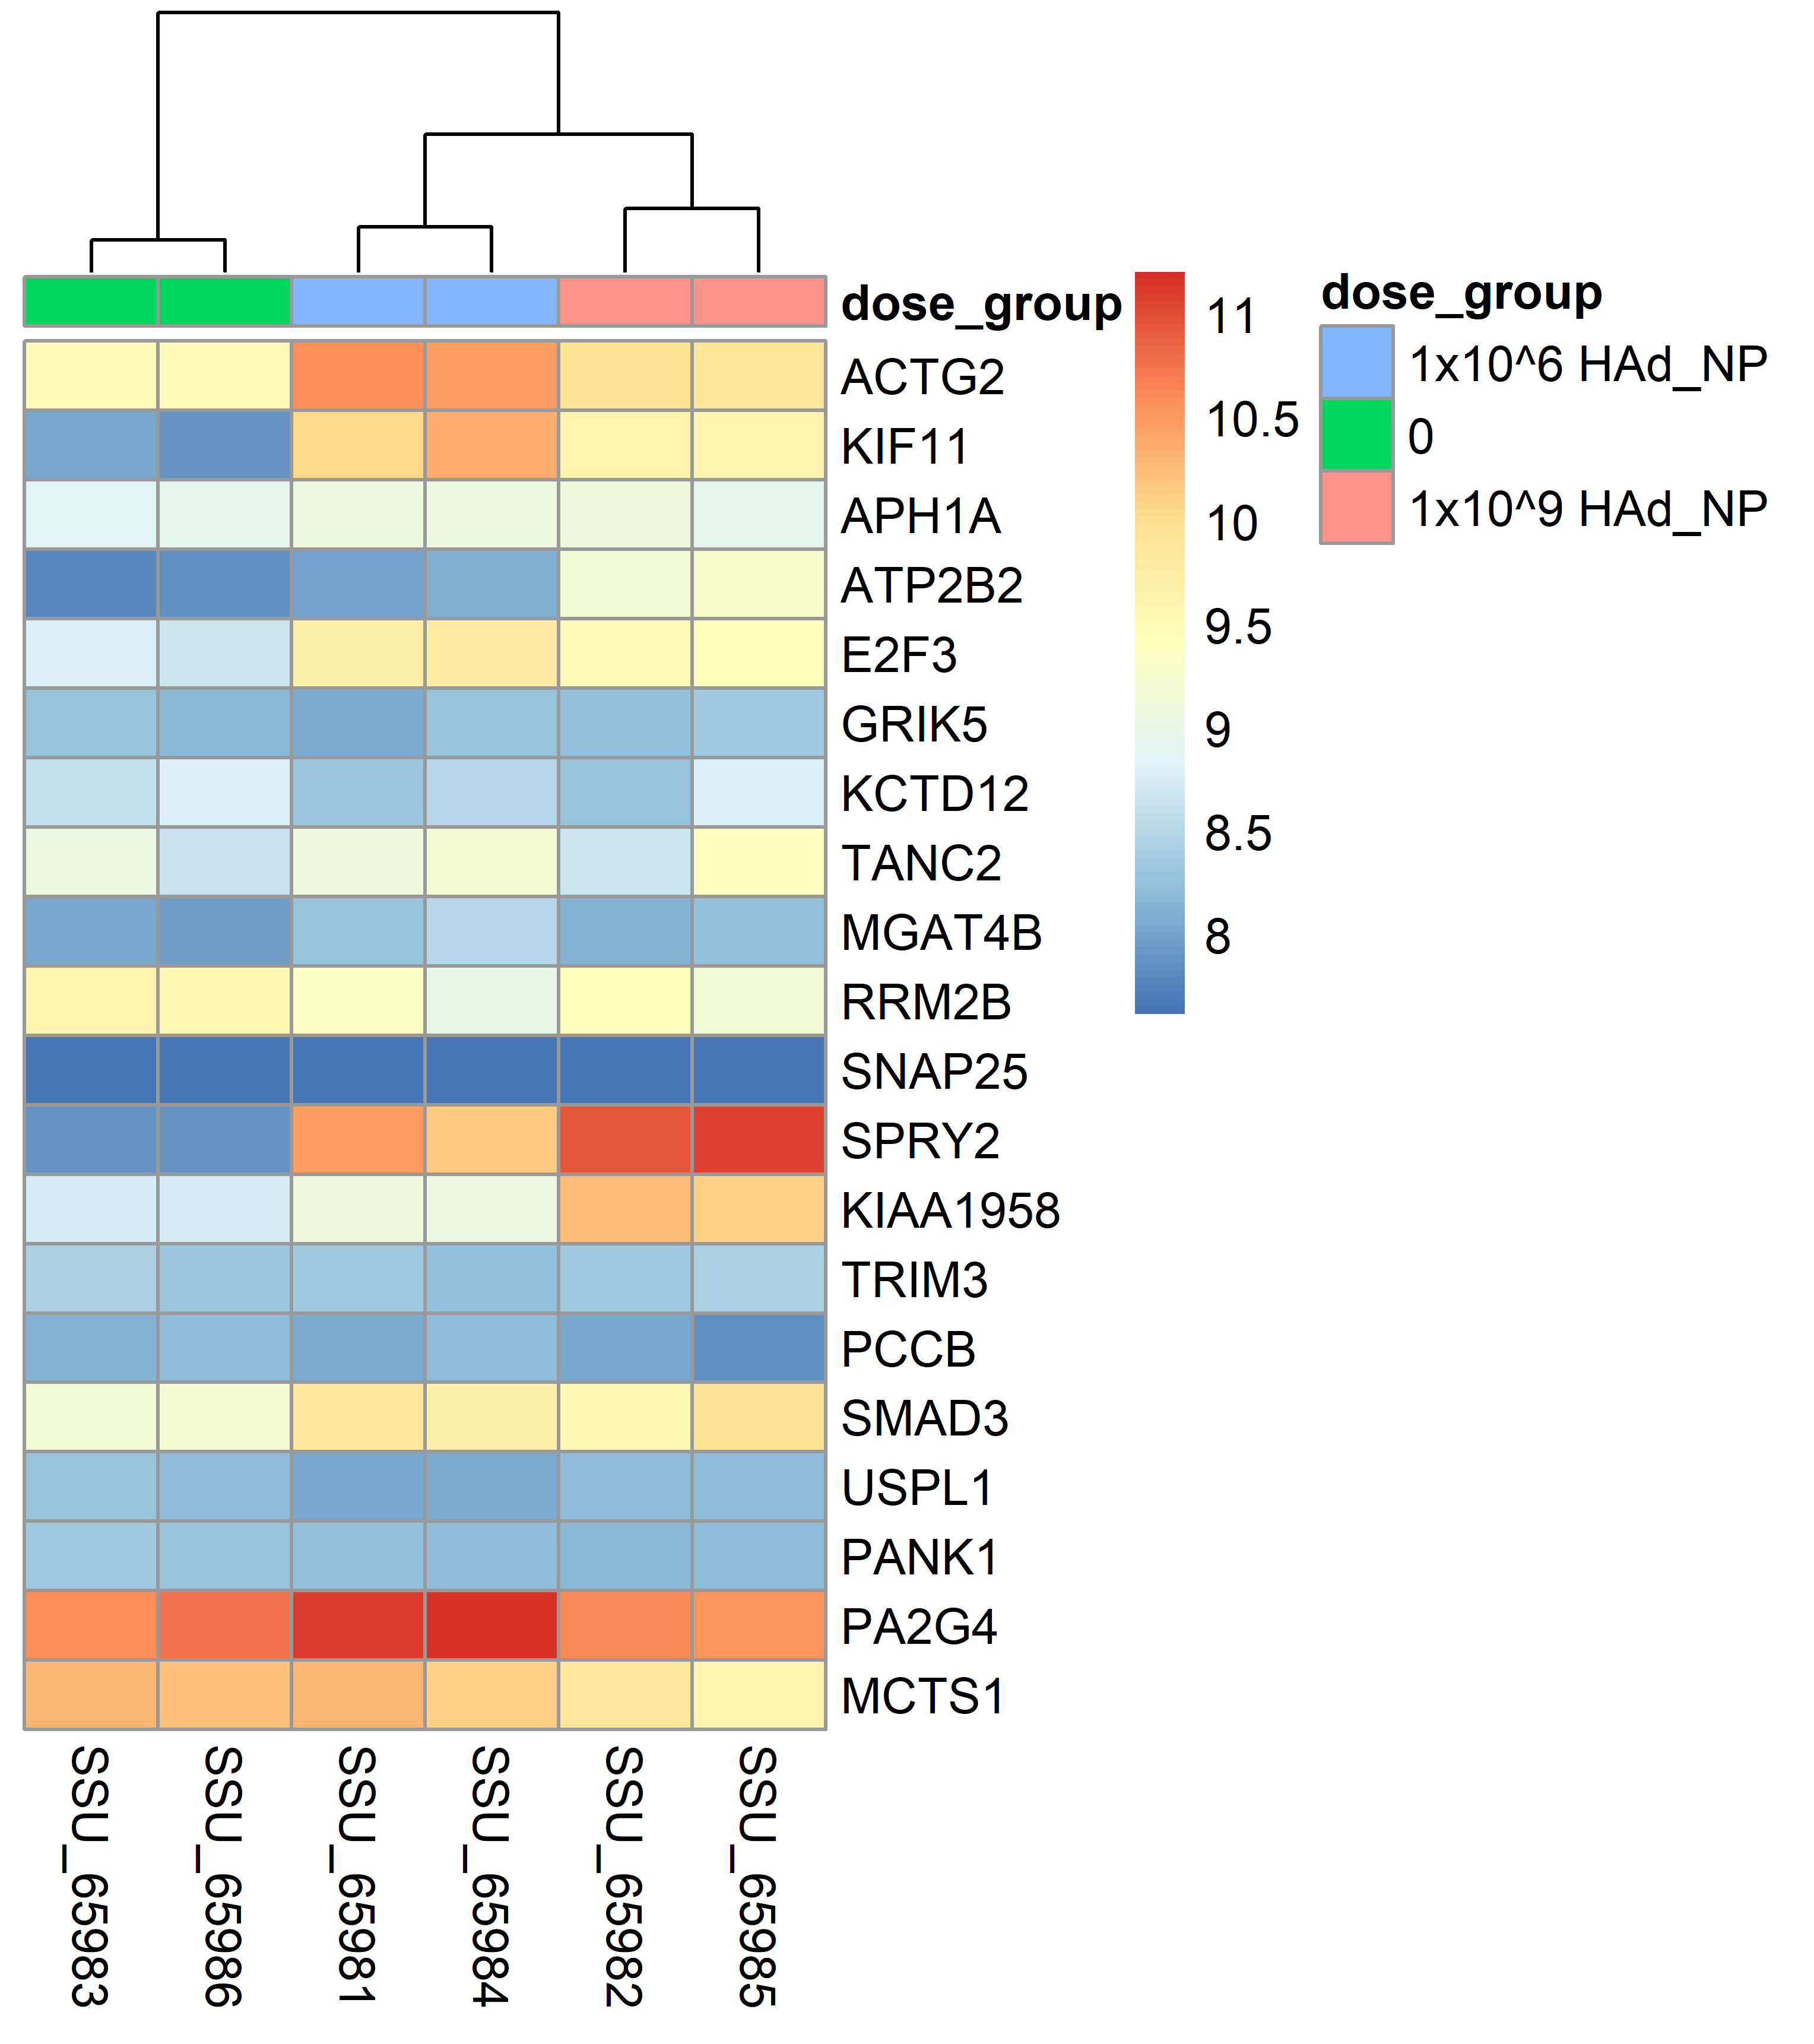 dose_group
ACTG2
KIF11
APH1A
ATP2B2
E2F3
GRIK5
KCTD12
TANC2
MGAT4B
RRM2B
SNAP25
SPRY2
KIAA1958
TRIM3
PCCB
SMAD3
USPL1
PANK1
PA2G4
MCTS1
SSU_65983
SSU_65986
SSU_65981
SSU_65984
SSU_65982
SSU_65985
11
10.5
10
9.5
9
8.5
8
dose_group
1x10^6 HAd_NP
0
1x10^9 HAd_NP